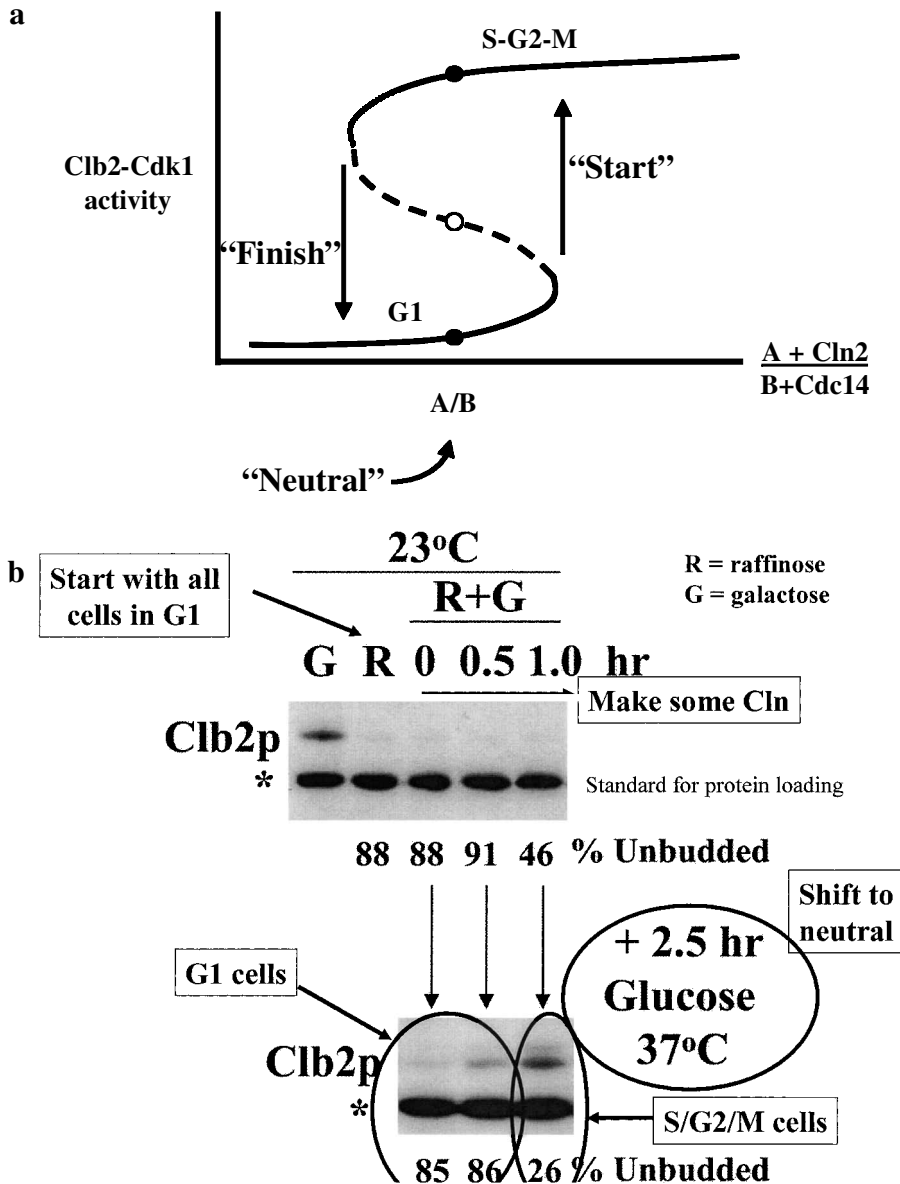 a
S-G2-M
Clb2-Cdk1
activity
“Start”
“Finish”
G1
A + Cln2
B+Cdc14
A/B
“Neutral”
b
Start with all
cells in G1
23°C
R+G
R = raffinose
G = galactose
G R 0 0.5 1.0 hr
Make some Cln
Clb2p
*
Standard for protein loading
88 88 91 46 % Unbudded
Shift to
neutral
+ 2.5 hr
Glucose
37°C
G1 cells
Clb2p
*
S/G2/M cells
85 86 26 % Unbudded